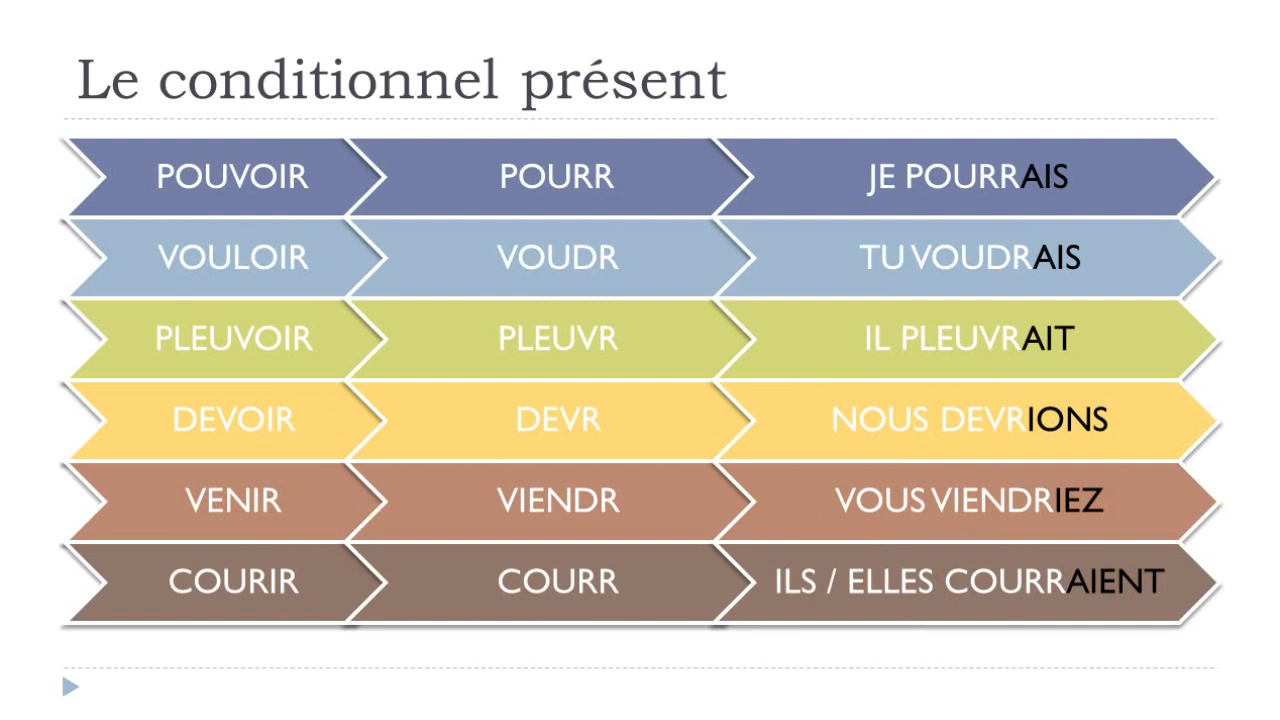 Le conditionnel présent
POUVOIR POURR JE POURRAIS
VOULOIR VOUDR TU VOUDRAIS
PLEUVOIR PLEUVR IL PLEUVRAIT
DEVOIR DEVR NOUS DEVRIONS
VENIR VIENDR VOUS VIENDRIEZ
COURIR COURR ILS / ELLES COURRAIENT